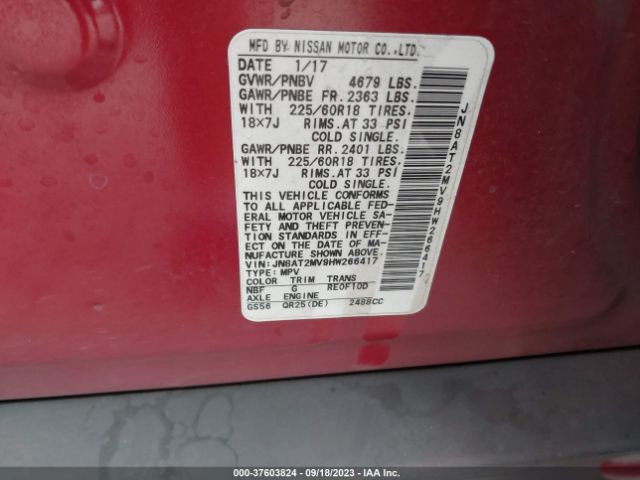 MFD BY NISSAN MOTOR CO.,LTD.
DATE 1/17
GVWR/PNBV 4679 LBS.
GAWR/PNBE FR. 2363 LBS.
WITH 225/60R18 TIRES.
18×7J RIMS.AT 33 PSI
COLD SINGLE.
GAWR/PNBE RR. 2401 LBS.
WITH 225/60R18 TIRES.
18×7J RIMS.AT 33 PSI
COLD SINGLE.
THIS VEHICLE CONFORMS
TO ALL APPLICABLE FED-
ERAL MOTOR VEHICLE SA-
FETY AND THEFT PREVEN-
TION STANDARDS IN EFF-
ECT ON THE DATE OF MA-
NUFACTURE SHOWN ABOVE.
VIN:JN8AT2MV9HW266417
TYPE:MPV
COLOR TRIM TRANS
NBF G RE0F10D
AXLE ENGINE
GS56 QR25(DE) 2488CC
JN8AT2MV9HW266417
000-37603824 - 09/18/2023 - IAA Inc.